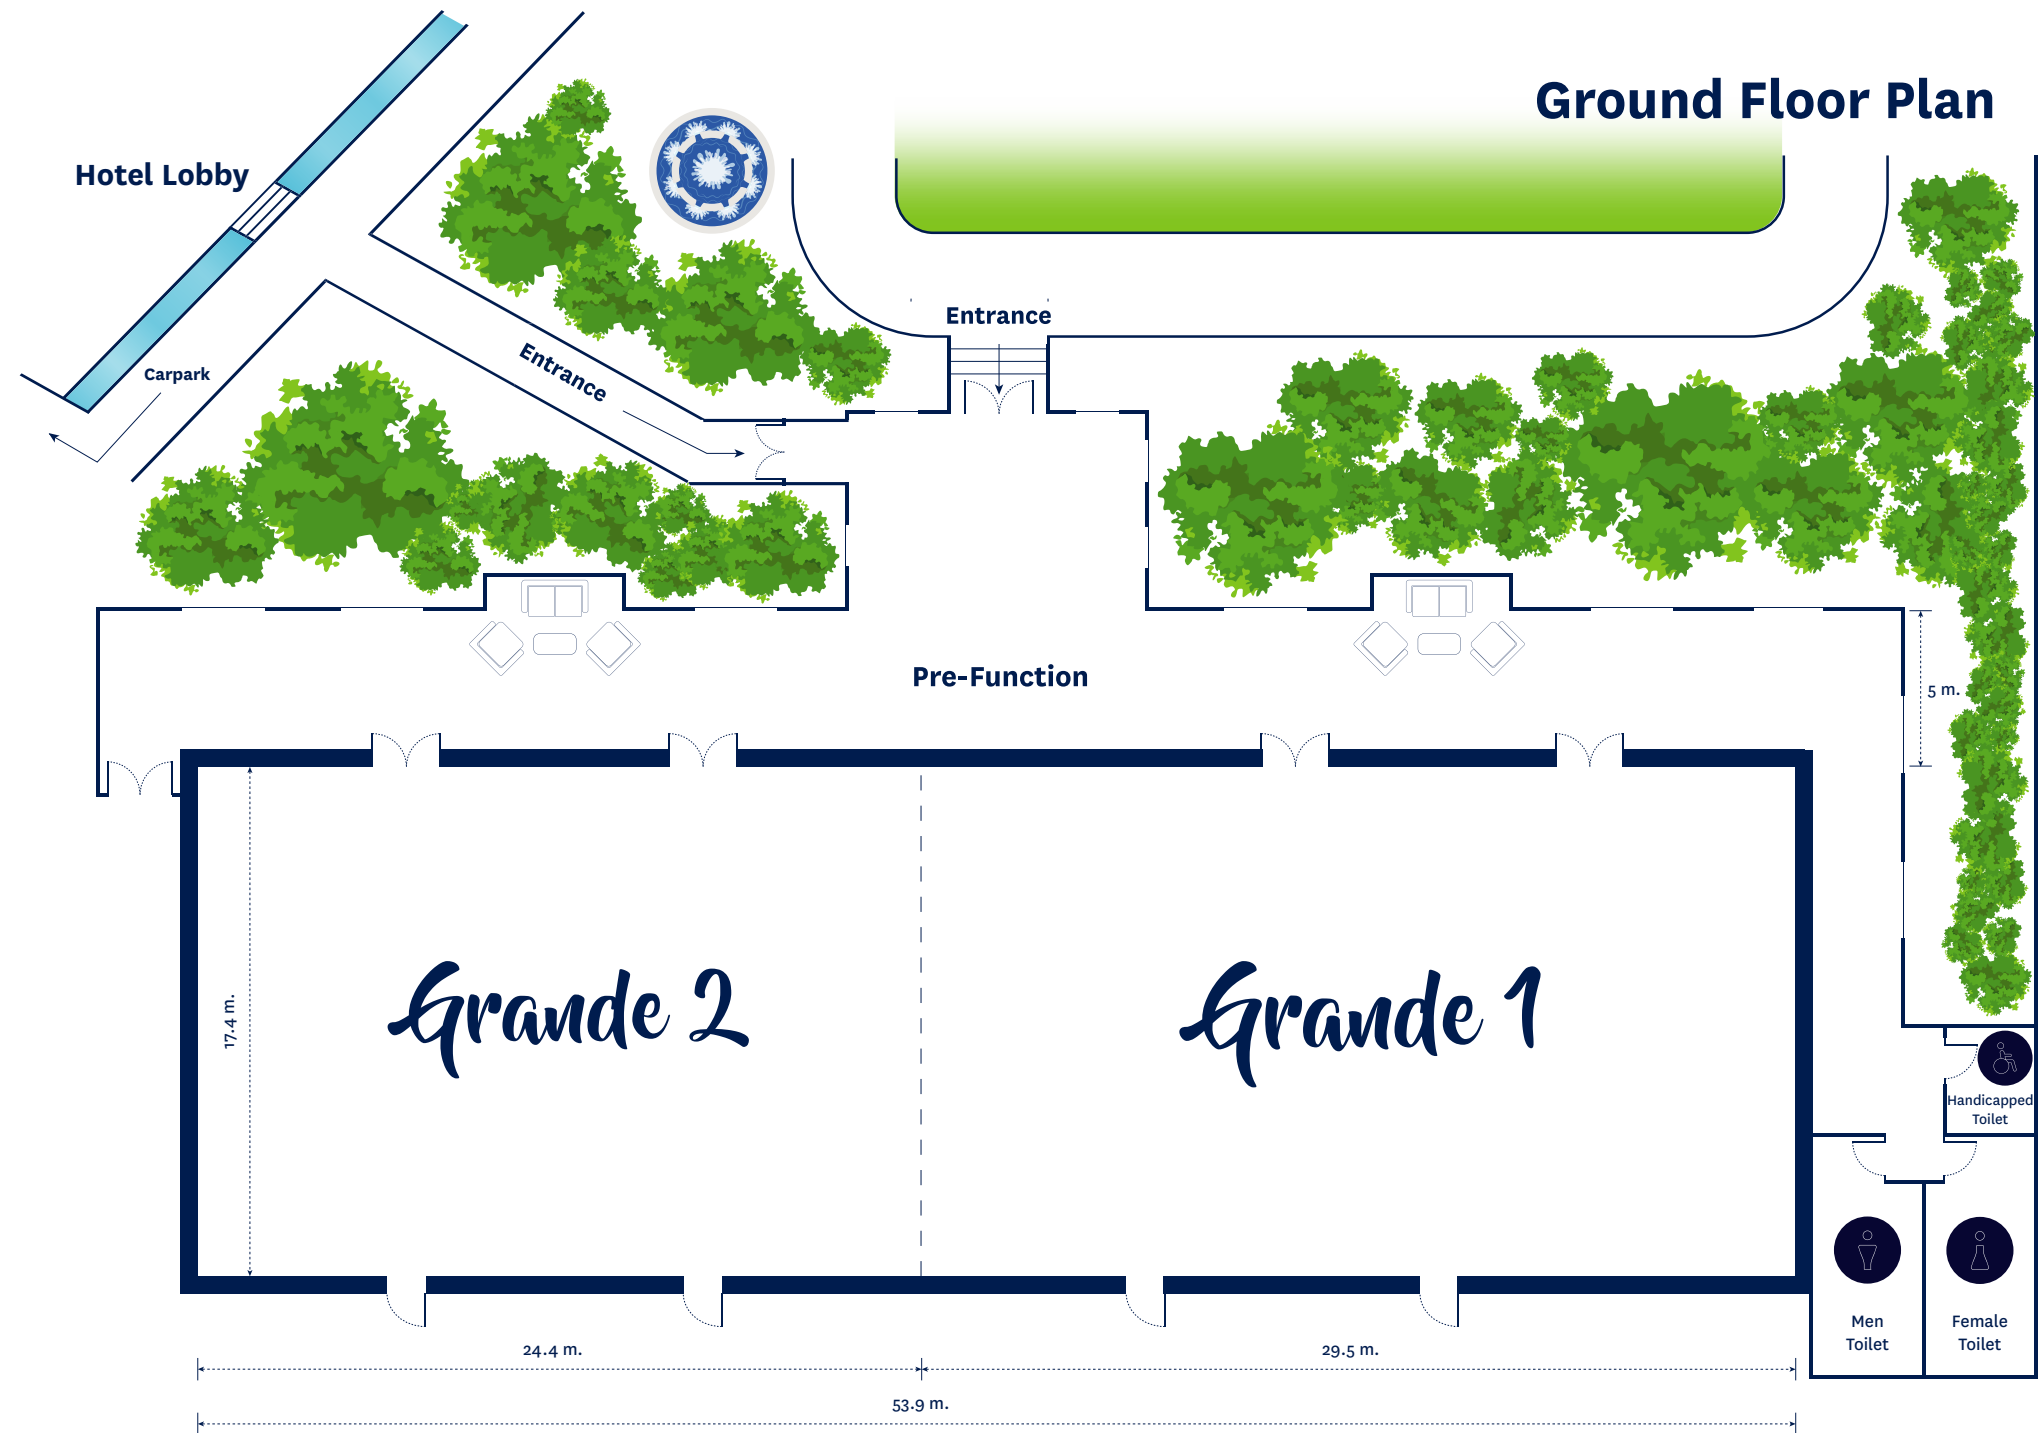 Ground Floor Plan
Hotel Lobby
Entrance
Entrance
Carpark
Pre-Function
5 m.
17.4 m.
Grande 2
Grande 1
Handicapped
Toilet
Men
Toilet
Female
Toilet
24.4 m.
29.5 m.
53.9 m.